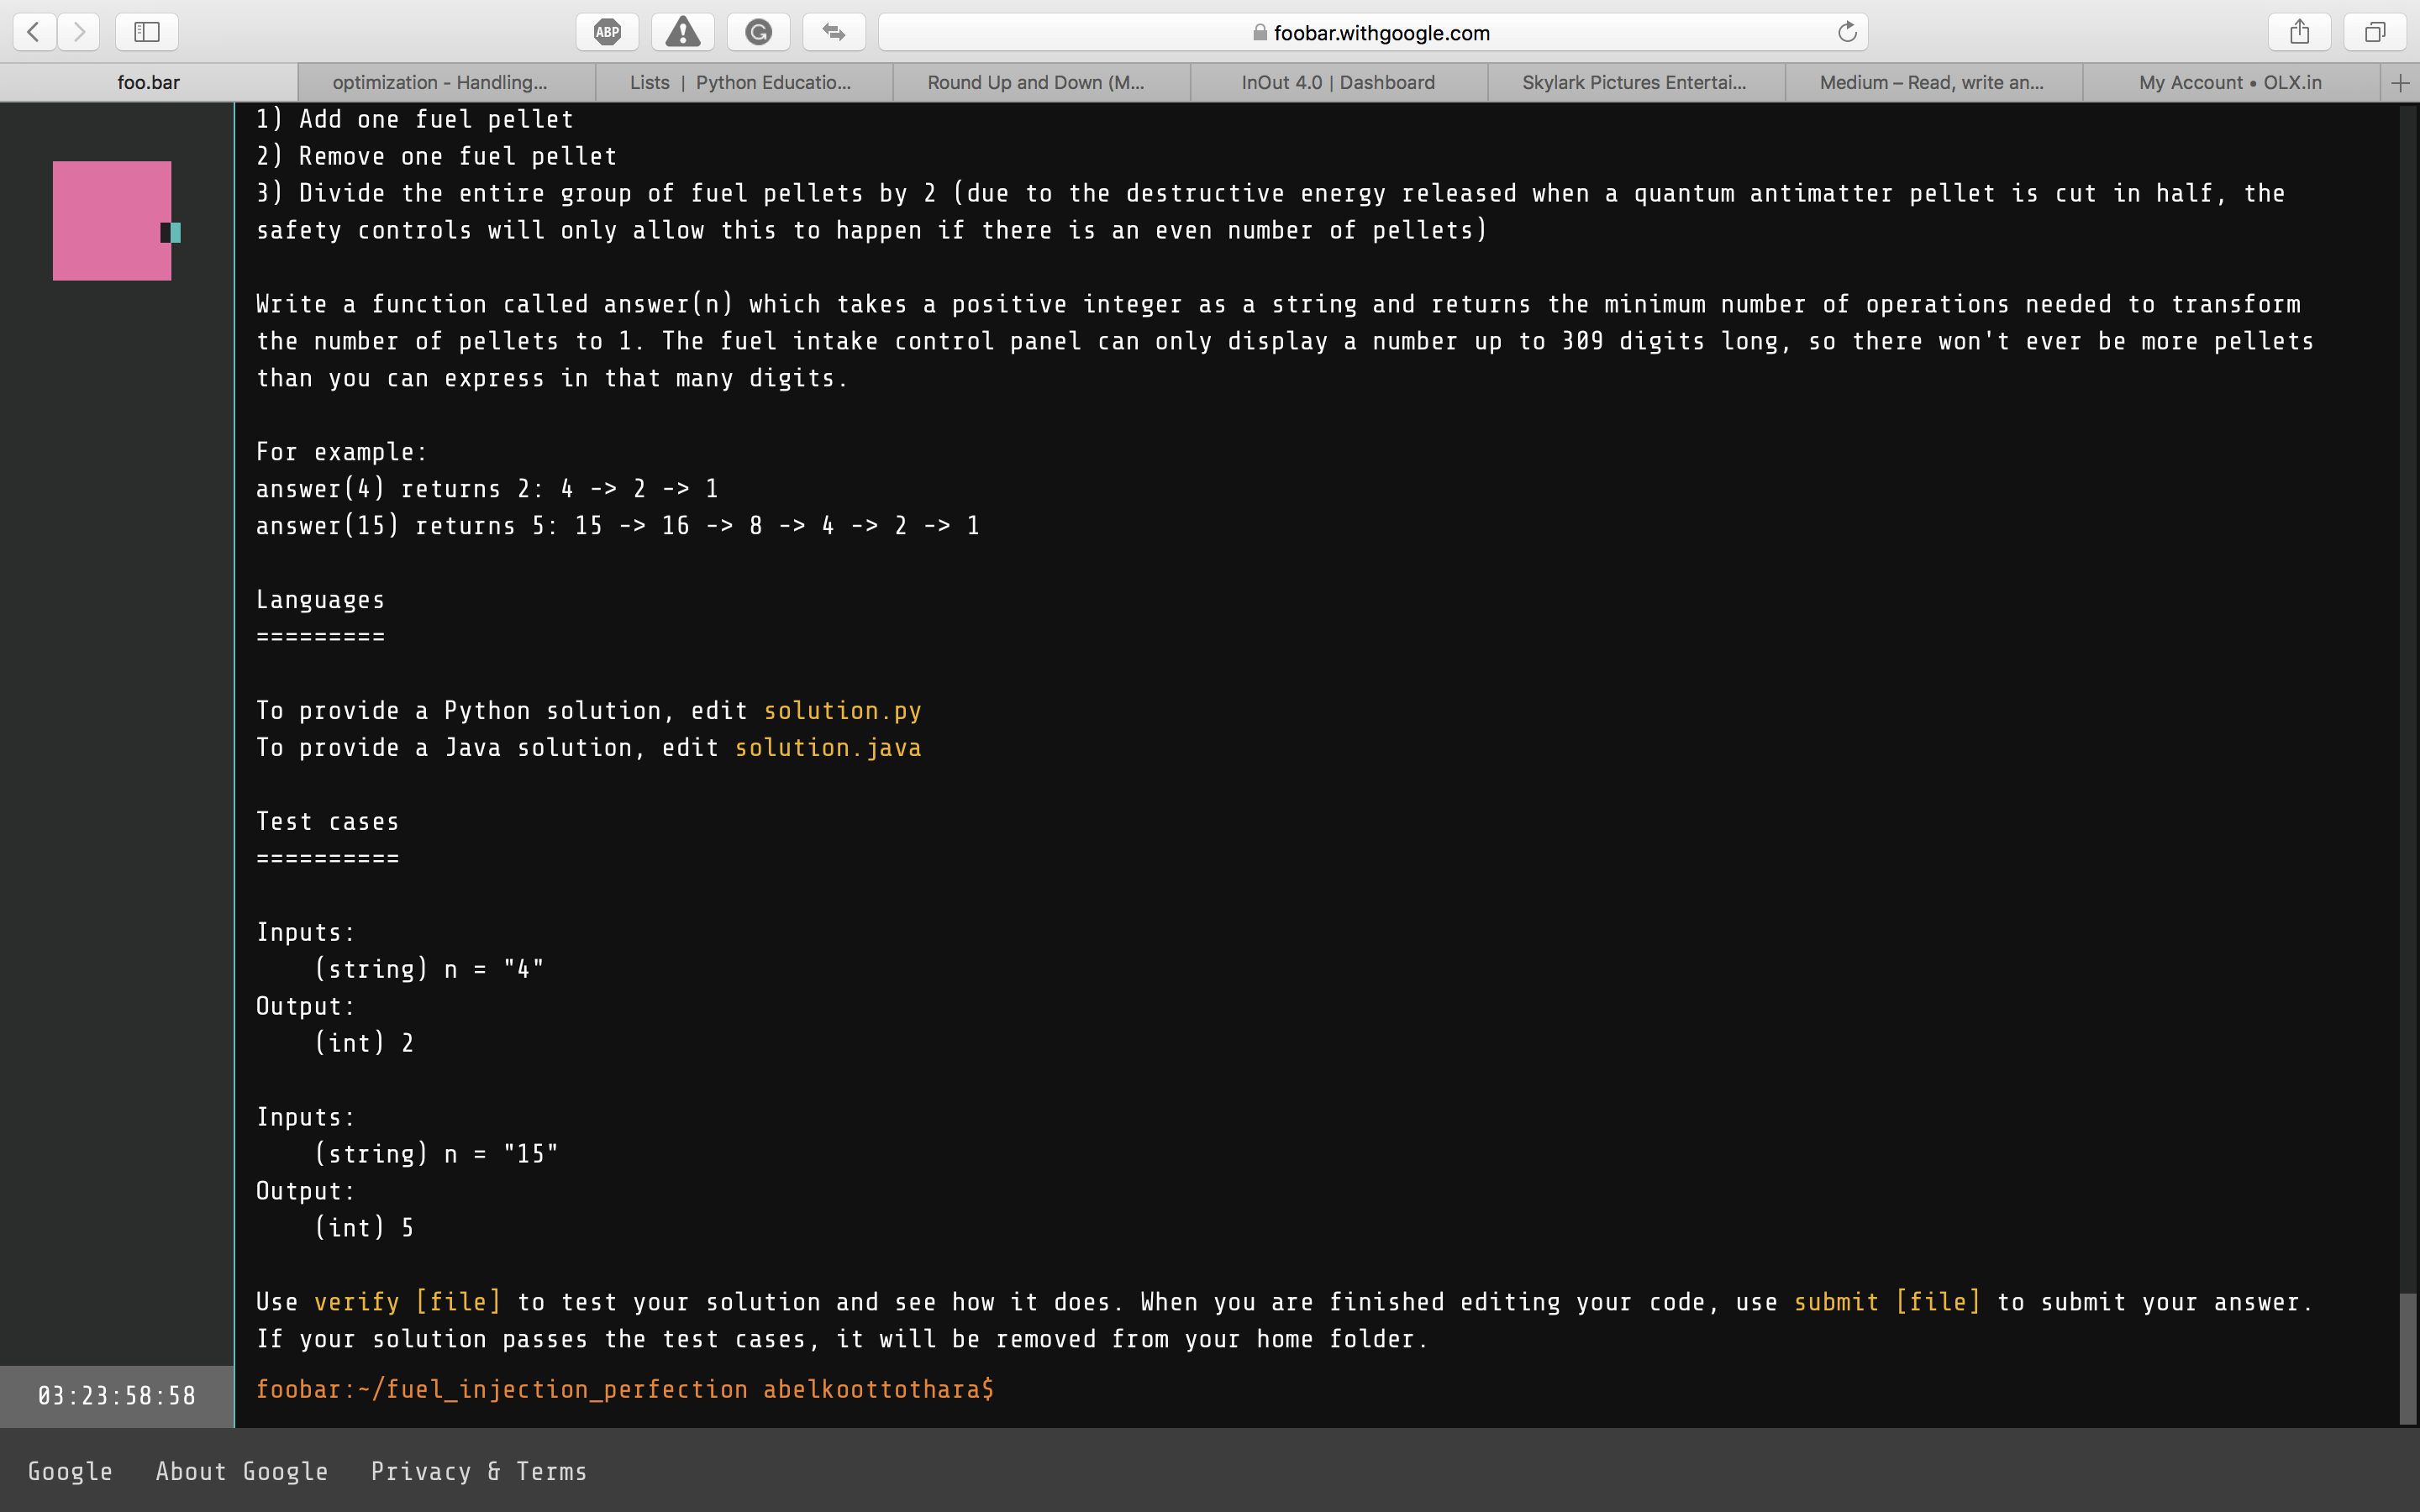 ABP
foobar.withgoogle.com
foo.bar
optimization - Handling...
Lists | Python Educatio...
Round Up and Down (M...
InOut 4.0 | Dashboard
Skylark Pictures Entertai...
Medium – Read, write an...
My Account • OLX.in
1) Add one fuel pellet
2) Remove one fuel pellet
3) Divide the entire group of fuel pellets by 2 (due to the destructive energy released when a quantum antimatter pellet is cut in half, the
safety controls will only allow this to happen if there is an even number of pellets)
Write a function called answer(n) which takes a positive integer as a string and returns the minimum number of operations needed to transform
the number of pellets to 1. The fuel intake control panel can only display a number up to 309 digits long, so there won't ever be more pellets
than you can express in that many digits.
For example:
answer(4) returns 2: 4 -> 2 -> 1
answer(15) returns 5: 15 -> 16 -> 8 -> 4 -> 2 -> 1
Languages
=========
To provide a Python solution, edit solution.py
To provide a Java solution, edit solution.java
Test cases
==========
Inputs:
(string) n = "4"
Output:
(int) 2
Inputs:
(string) n = "15"
Output:
(int) 5
Use verify [file] to test your solution and see how it does. When you are finished editing your code, use submit [file] to submit your answer.
If your solution passes the test cases, it will be removed from your home folder.
foobar:~/fuel_injection_perfection abelkoottothara$
03:23:58:58
Google About Google Privacy & Terms